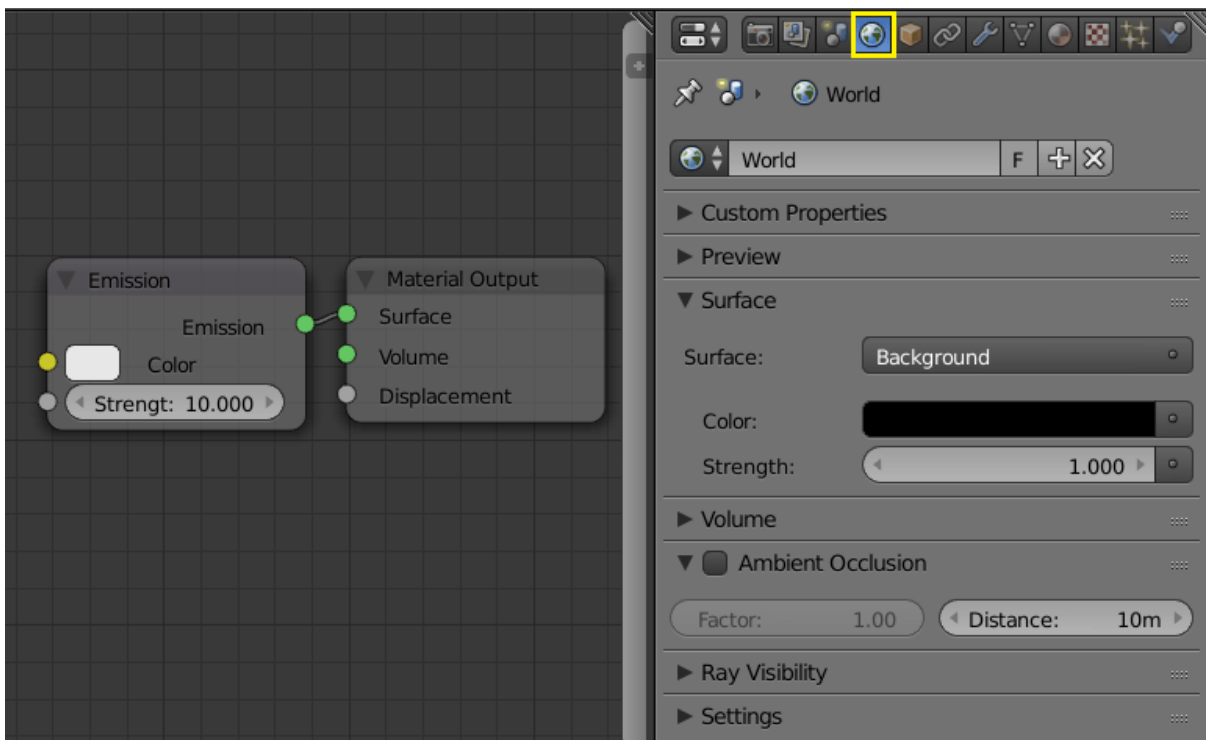 Emission
Emission
Color
Strengt: 10.000
Material Output
Surface
Volume
Displacement
World
World F
Custom Properties
Preview
Surface
Surface: Background
Color:
Strength: 1.000
Volume
Ambient Occlusion
Factor: 1.00 Distance: 10m
Ray Visibility
Settings